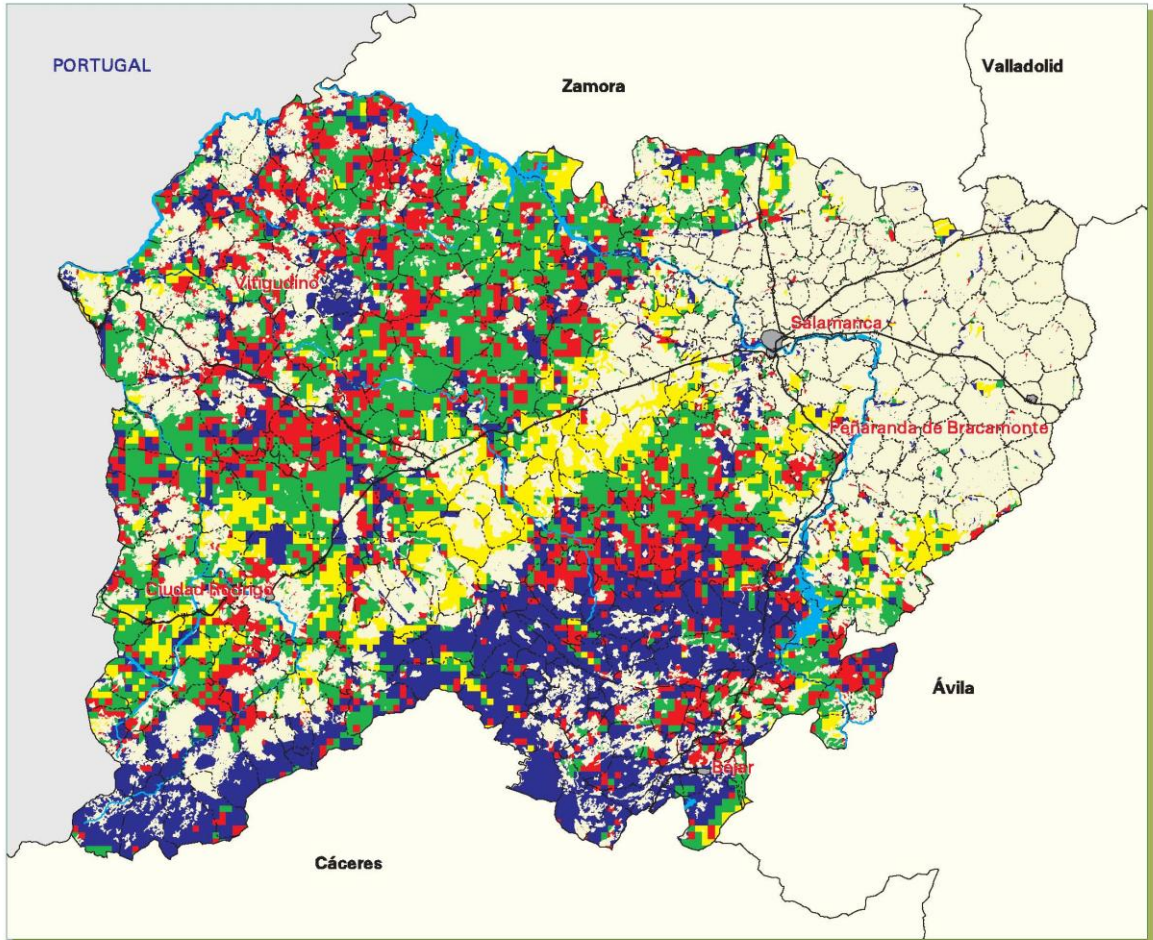 PORTUGAL
Valladolid
Zamora
Vitigudino
Salamanca
Peñaranda de Bracamonte
Ciudad Rodrigo
Ávila
Béjar
Cáceres